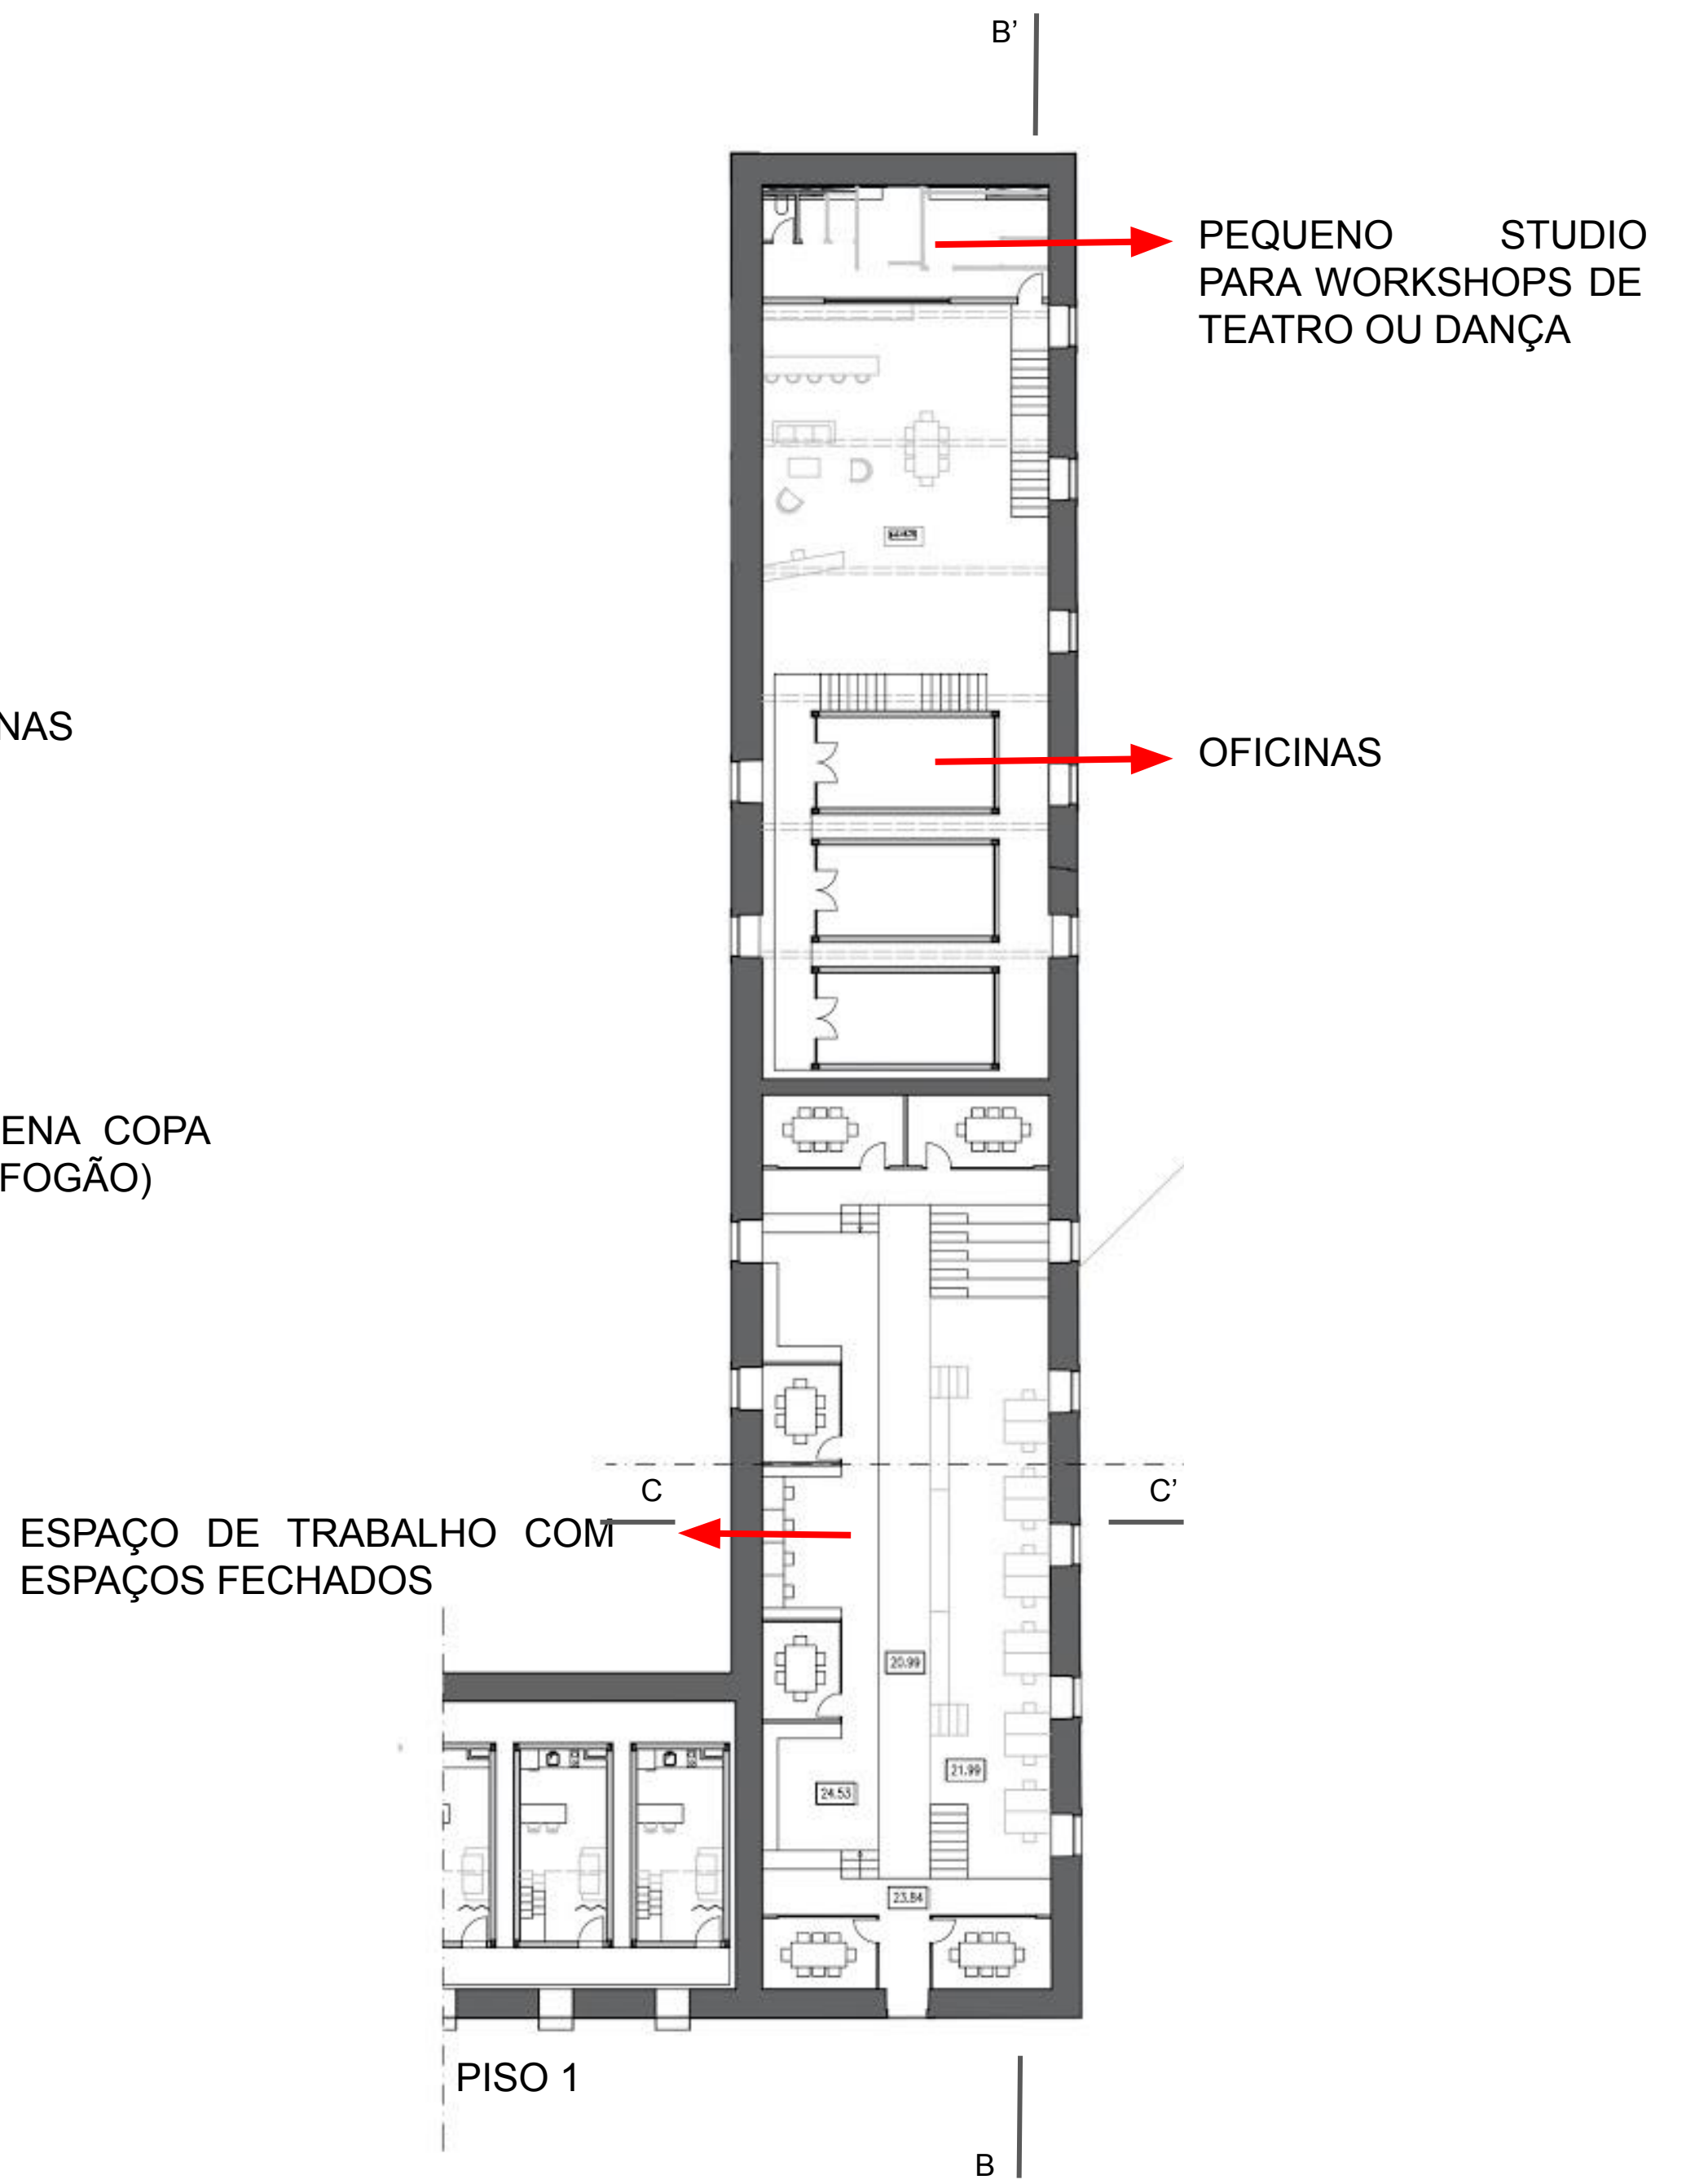 B’
PEQUENO STUDIO
PARA WORKSHOPS DE
TEATRO OU DANÇA
NAS
OFICINAS
ENA COPA
FOGÃO)
C
C’
ESPAÇO DE TRABALHO COM
ESPAÇOS FECHADOS
20.99
21.99
24.53
23.84
PISO 1
B